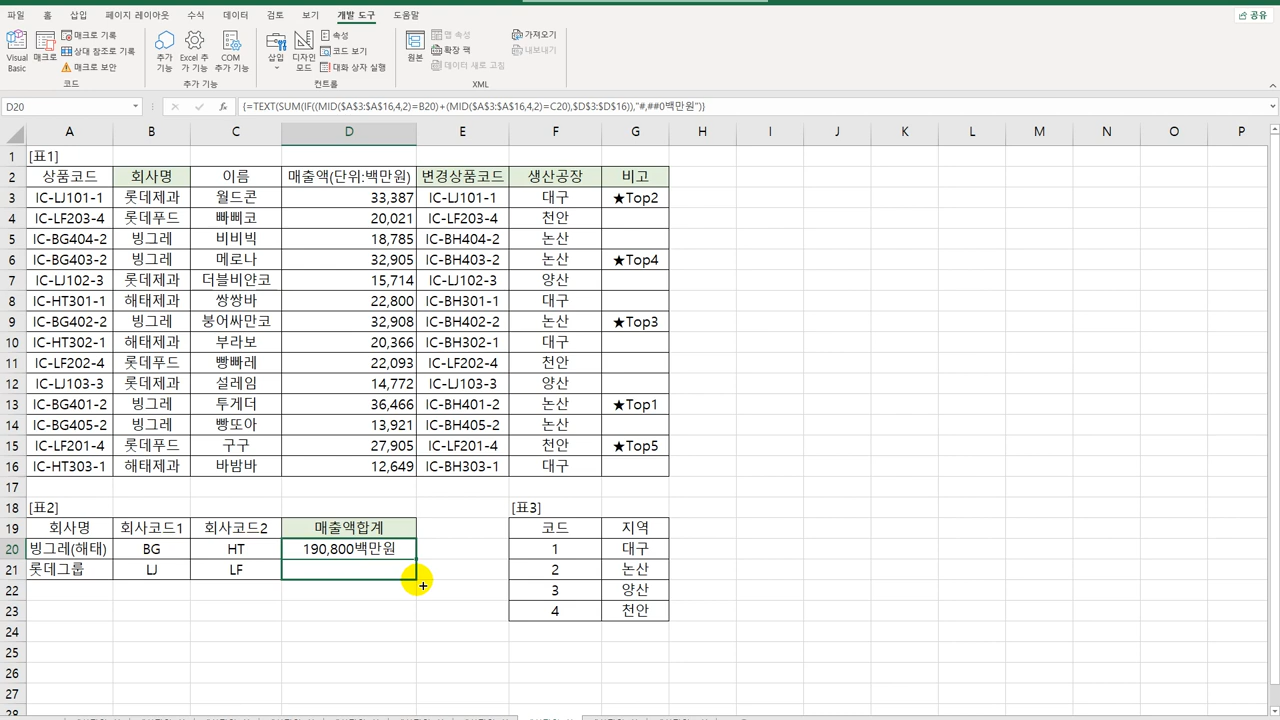 파일 홈 삽입 페이지 레이아웃 수식 데이터 검토 보기 개발 도구 도움말 공유
Visual Basic 매크로 매크로 기록 상대 참조로 기록 매크로 보안
추가 기능 Excel 추가 기능 COM 추가 기능
삽입 디자인 모드 속성 코드 보기 대화 상자 실행
원본 맵 속성 확장 팩 데이터 새로 고침 가져오기 내보내기
코드 추가 기능 컨트롤 XML
D20 fx {=TEXT(SUM(IF((MID($A$3:$A$16,4,2)=B20)+(MID($A$3:$A$16,4,2)=C20),$D$3:$D$16)),"#,##0백만원")}
A B C D E F G H I J K L M N O P
1 [표1]
2 상품코드 회사명 이름 매출액(단위:백만원) 변경상품코드 생산공장 비고
3 IC-LJ101-1 롯데제과 월드콘 33,387 IC-LJ101-1 대구 ★Top2
4 IC-LF203-4 롯데푸드 빠삐코 20,021 IC-LF203-4 천안
5 IC-BG404-2 빙그레 비비빅 18,785 IC-BH404-2 논산
6 IC-BG403-2 빙그레 메로나 32,905 IC-BH403-2 논산 ★Top4
7 IC-LJ102-3 롯데제과 더블비얀코 15,714 IC-LJ102-3 양산
8 IC-HT301-1 해태제과 쌍쌍바 22,800 IC-BH301-1 대구
9 IC-BG402-2 빙그레 붕어싸만코 32,908 IC-BH402-2 논산 ★Top3
10 IC-HT302-1 해태제과 부라보 20,366 IC-BH302-1 대구
11 IC-LF202-4 롯데푸드 빵빠레 22,093 IC-LF202-4 천안
12 IC-LJ103-3 롯데제과 설레임 14,772 IC-LJ103-3 양산
13 IC-BG401-2 빙그레 투게더 36,466 IC-BH401-2 논산 ★Top1
14 IC-BG405-2 빙그레 빵또아 13,921 IC-BH405-2 논산
15 IC-LF201-4 롯데푸드 구구 27,905 IC-LF201-4 천안 ★Top5
16 IC-HT303-1 해태제과 바밤바 12,649 IC-BH303-1 대구
17
18 [표2] [표3]
19 회사명 회사코드1 회사코드2 매출액합계 코드 지역
20 빙그레(해태) BG HT 190,800백만원 1 대구
21 롯데그룹 LJ LF 2 논산
22 3 양산
23 4 천안
24
25
26
27
28